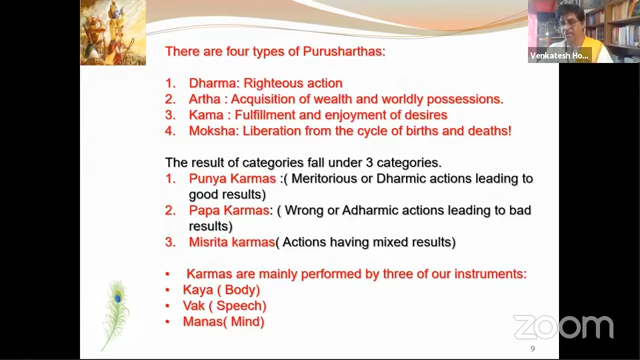 There are four types of Purusharthas:
1. Dharma: Righteous action
2. Artha : Acquisition of wealth and worldly possessions.
3. Kama : Fulfillment and enjoyment of desires
4. Moksha: Liberation from the cycle of births and deaths!
The result of categories fall under 3 categories.
1. Punya Karmas :( Meritorious or Dharmic actions leading to
good results)
2. Papa Karmas: ( Wrong or Adharmic actions leading to bad
results)
3. Misrita karmas( Actions having mixed results)
• Karmas are mainly performed by three of our instruments:
• Kaya ( Body)
• Vak ( Speech)
• Manas( Mind)
9
Venkatesh Ho...
zoom